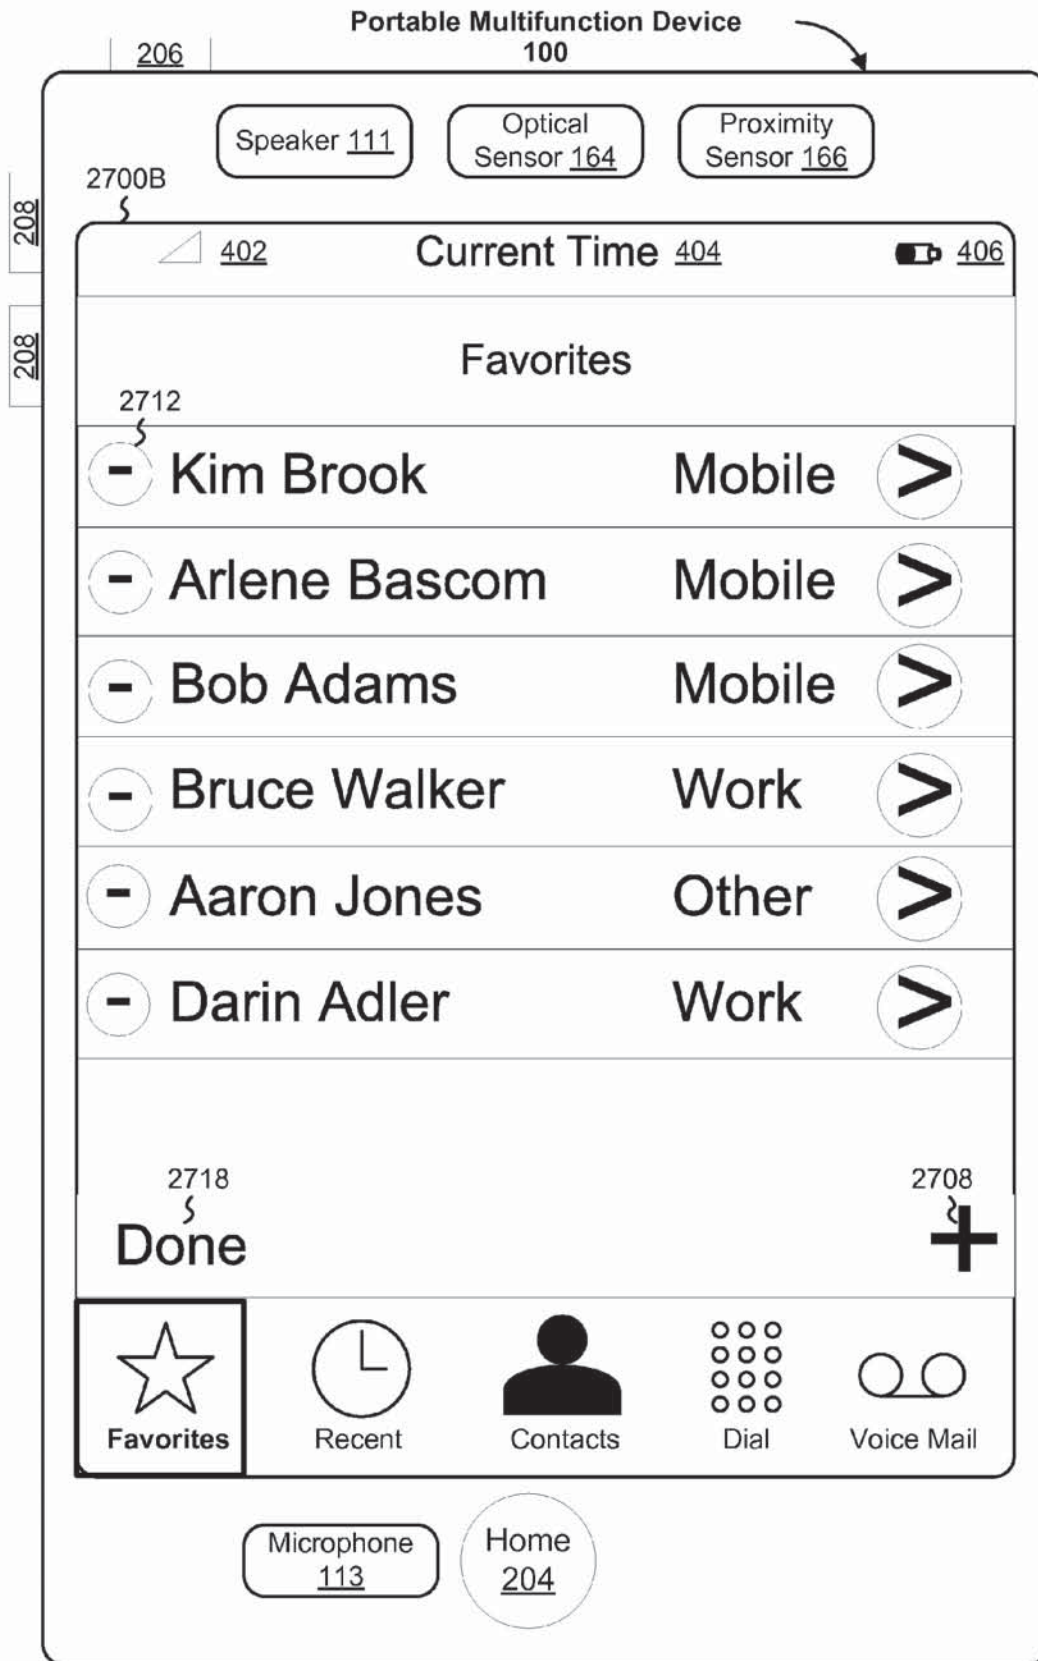 Portable Multifunction Device
100
206
Speaker 111
Optical
Sensor 164
Proximity
Sensor 166
2700B
208
208
402
Current Time 404
406
Favorites
2712
- Kim Brook Mobile >
- Arlene Bascom Mobile >
- Bob Adams Mobile >
- Bruce Walker Work >
- Aaron Jones Other >
- Darin Adler Work >
2718
2708
Done +
Favorites Recent Contacts Dial Voice Mail
Microphone
113
Home
204